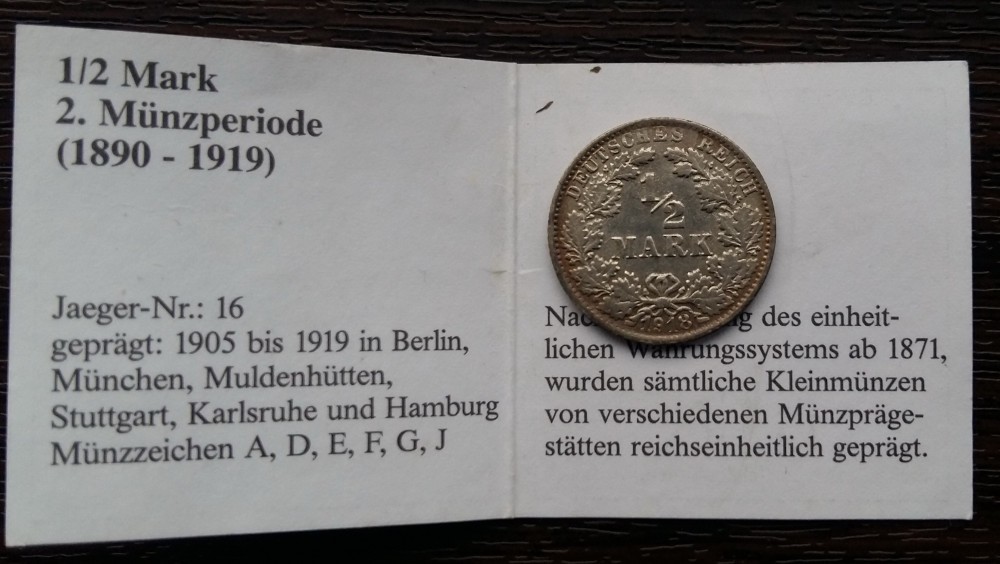 1/2 Mark
2. Münzperiode
(1890 - 1919)
Jaeger-Nr.: 16
geprägt: 1905 bis 1919 in Berlin,
München, Muldenhütten,
Stuttgart, Karlsruhe und Hamburg
Münzzeichen A, D, E, F, G, J
DEUTSCHES REICH
1/2
MARK
1918
des einheit-
lichen Währungssystems ab 1871,
wurden sämtliche Kleinmünzen
von verschiedenen Münzpräge-
stätten reichseinheitlich geprägt.